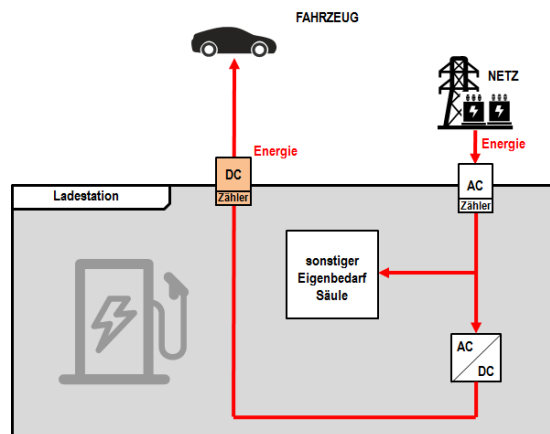 FAHRZEUG
NETZ
Energie
Energie
DC
Zähler
AC
Zähler
Ladestation
sonstiger
Eigenbedarf
Säule
AC
DC